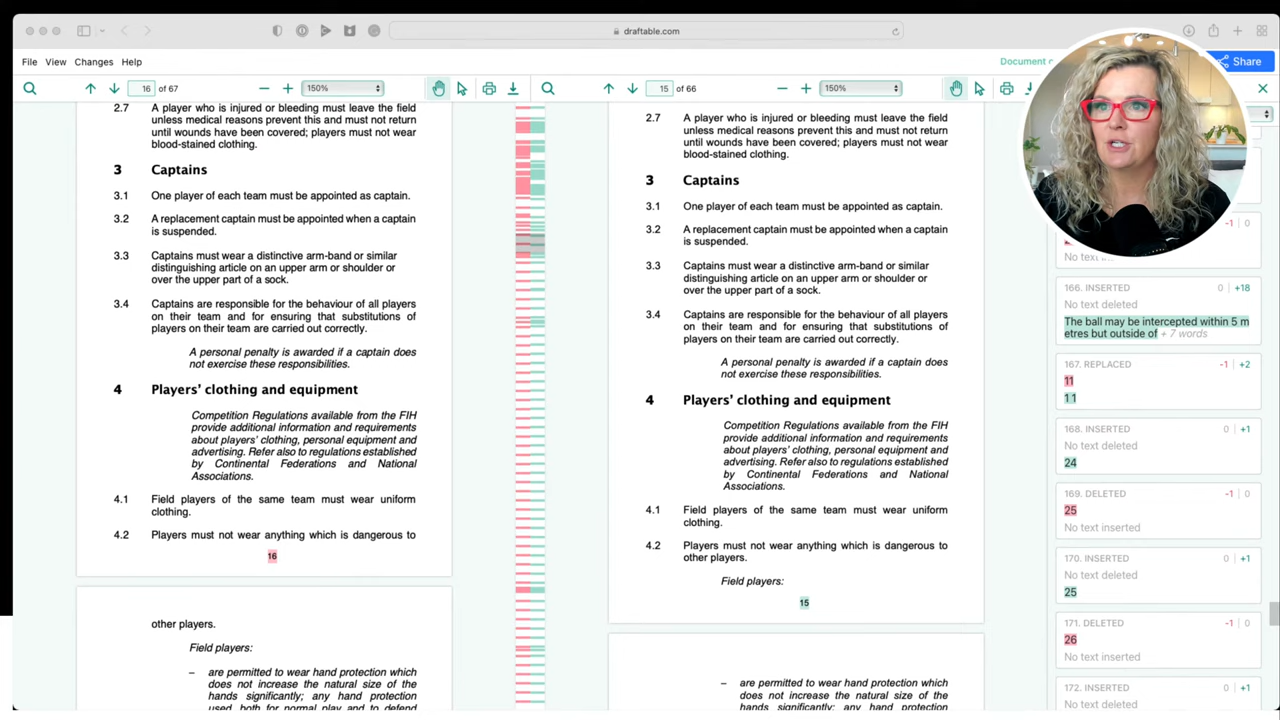 draftable.com
File View Changes Help
Document
Share
16 of 67
150%
15 of 66
150%
2.7 A player who is injured or bleeding must leave the field
unless medical reasons prevent this and must not return
until wounds have been covered; players must not wear
blood-stained clothing.
3 Captains
3.1 One player of each team must be appointed as captain.
3.2 A replacement captain must be appointed when a captain
is suspended.
3.3 Captains must wear a distinctive arm-band or similar
distinguishing article on an upper arm or shoulder or
over the upper part of a sock.
3.4 Captains are responsible for the behaviour of all players
on their team and for ensuring that substitutions of
players on their team are carried out correctly.
A personal penalty is awarded if a captain does
not exercise these responsibilities.
4 Players’ clothing and equipment
Competition Regulations available from the FIH
provide additional information and requirements
about players’ clothing, personal equipment and
advertising. Refer also to regulations established
by Continental Federations and National
Associations.
4.1 Field players of the same team must wear uniform
clothing.
4.2 Players must not wear anything which is dangerous to
16
other players.
Field players:
– are permitted to wear hand protection which
does not increase the natural size of the
hands significantly; any hand protection
used, both for normal play and to defend
2.7 A player who is injured or bleeding must leave the field
unless medical reasons prevent this and must not return
until wounds have been covered; players must not wear
blood-stained clothing.
3 Captains
3.1 One player of each team must be appointed as captain.
3.2 A replacement captain must be appointed when a captain
is suspended.
3.3 Captains must wear a distinctive arm-band or similar
distinguishing article on an upper arm or shoulder or
over the upper part of a sock.
3.4 Captains are responsible for the behaviour of all players
on their team and for ensuring that substitutions of
players on their team are carried out correctly.
A personal penalty is awarded if a captain does
not exercise these responsibilities.
4 Players’ clothing and equipment
Competition Regulations available from the FIH
provide additional information and requirements
about players’ clothing, personal equipment and
advertising. Refer also to regulations established
by Continental Federations and National
Associations.
4.1 Field players of the same team must wear uniform
clothing.
4.2 Players must not wear anything which is dangerous to
other players.
Field players:
15
– are permitted to wear hand protection which
does not increase the natural size of the
hands significantly; any hand protection
-1 | 0
No tex
166. INSERTED 0 | +18
No text deleted
The ball may be intercepted within 5 m
etres but outside of + 7 words
167. REPLACED -1 | +2
11
1 1
168. INSERTED 0 | +1
No text deleted
24
169. DELETED -1 | 0
25
No text inserted
170. INSERTED 0 | +1
No text deleted
25
171. DELETED -1 | 0
26
No text inserted
172. INSERTED 0 | +1
No text deleted